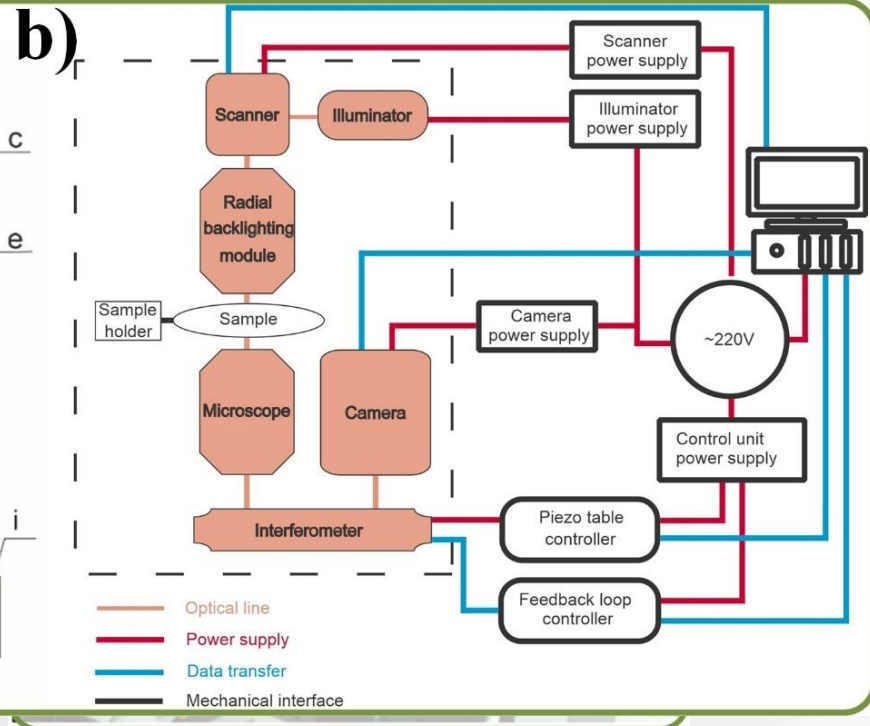 b)
c
e
i
Scanner
power supply
Scanner
Illuminator
Illuminator
power supply
Radial
backlighting
module
Sample
holder
Sample
Camera
power supply
~220V
Microscope
Camera
Control unit
power supply
Interferometer
Piezo table
controller
Feedback loop
controller
Optical line
Power supply
Data transfer
Mechanical interface